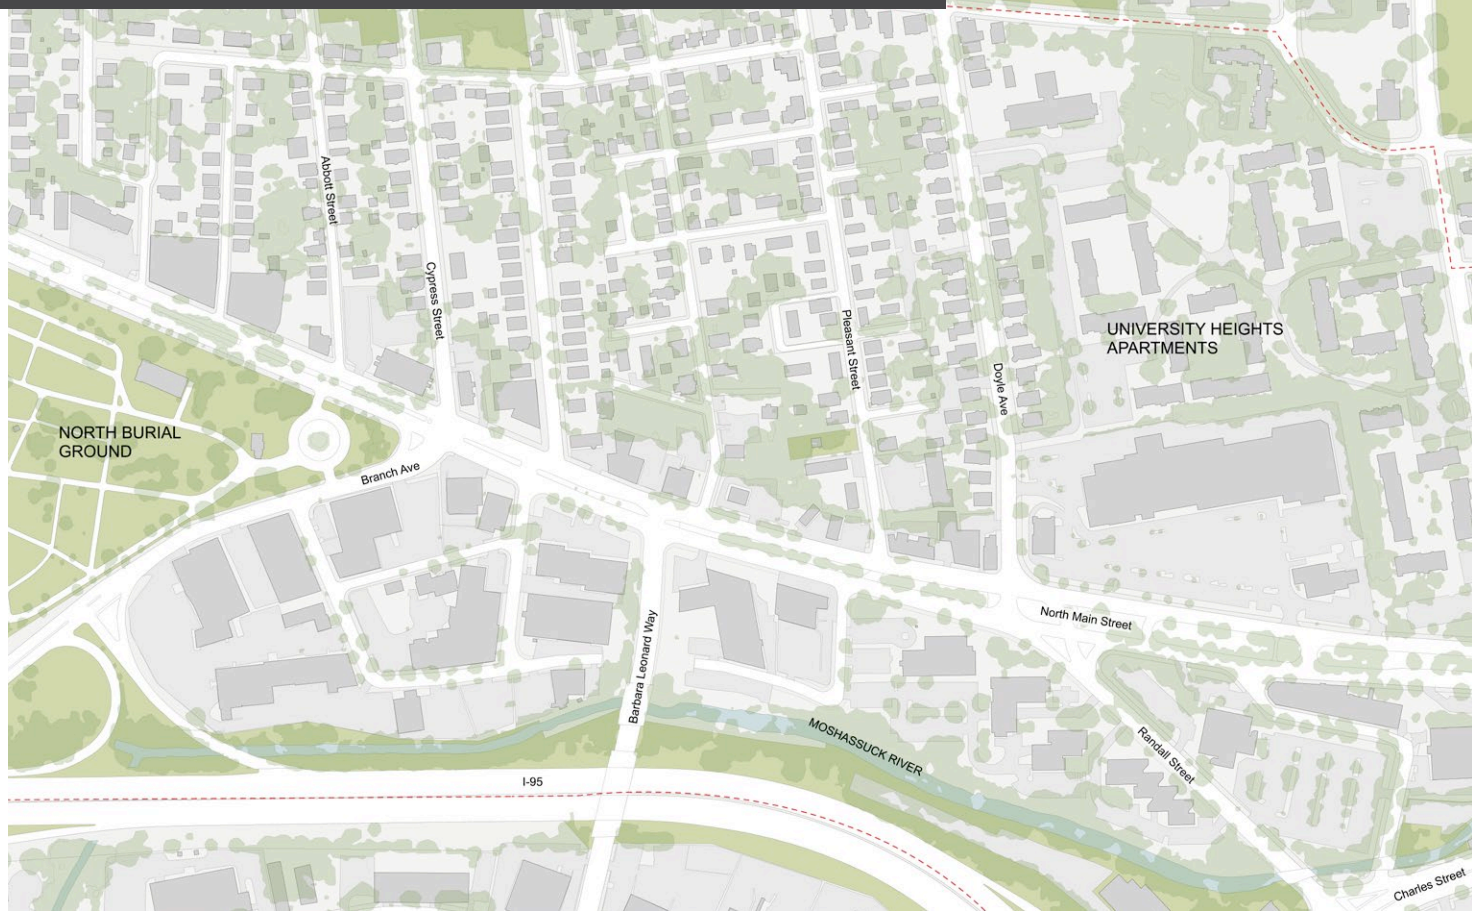 Abbott Street
Cypress Street
Pleasant Street
Doyle Ave
UNIVERSITY HEIGHTS
APARTMENTS
NORTH BURIAL
GROUND
Branch Ave
North Main Street
Barbara Leonard Way
MOSHASSUCK RIVER
Randall Street
I-95
Charles Street